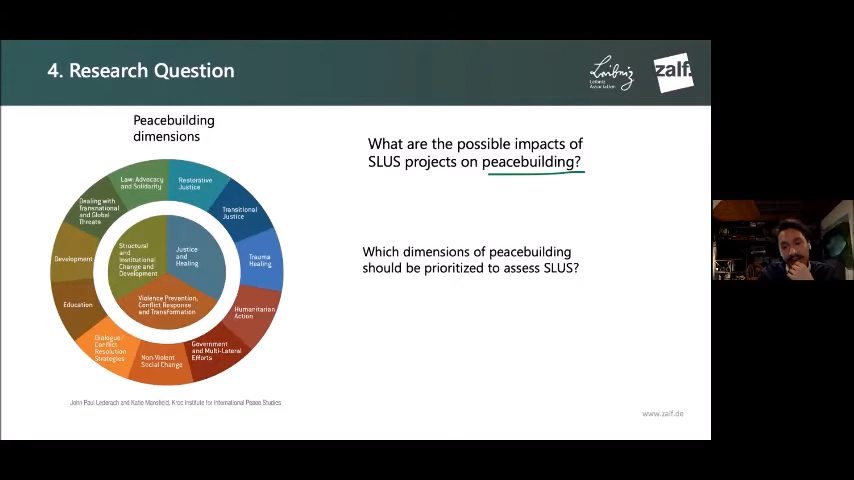 4. Research Question
Leibniz
Leibniz
Association
zalf.
Peacebuilding
dimensions
What are the possible impacts of
SLUS projects on peacebuilding?
Which dimensions of peacebuilding
should be prioritized to assess SLUS?
Law: Advocacy
and Solidarity
Restorative
Justice
Transitional
Justice
Trauma
Healing
Humanitarian
Action
Government
and Multi-Lateral
Efforts
Non-Violent
Social Change
Dialogue/
Conflict
Resolution
Strategies
Education
Development
Dealing with
Transnational
and Global
Threats
Structural
and
Institutional
Change and
Development
Justice
and
Healing
Violence Prevention,
Conflict Response
and Transformation
John Paul Lederach and Katie Mansfield, Kroc Institute for International Peace Studies
www.zalf.de